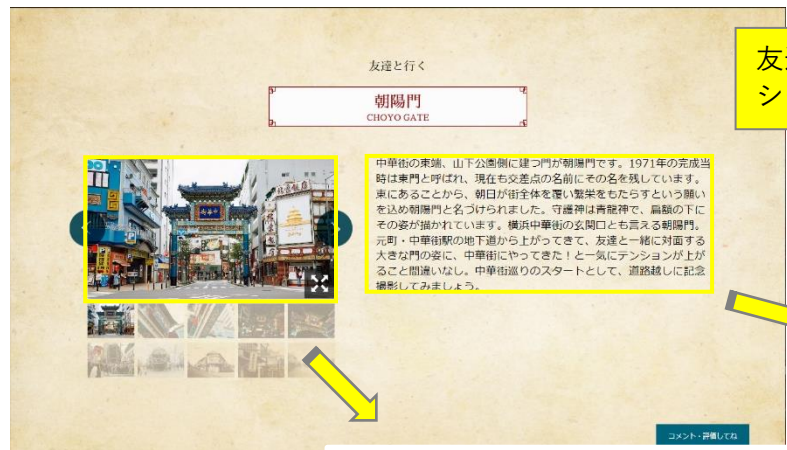 友達と行く
友
シ
朝陽門
CHOYO GATE
中華街の東端、山下公園側に建つ門が朝陽門です。1971年の完成当
時は東門と呼ばれ、現在も交差点の名前にその名を残しています。
東にあることから、朝日が街全体を覆い繁栄をもたらすという願い
を込め朝陽門と名づけられました。守護神は青龍神で、扁額の下に
その姿が描かれています。横浜中華街の玄関口とも言える朝陽門。
元町・中華街駅の地下道から上がってきて、友達と一緒に対面する
大きな門の姿に、中華街にやってきた！と一気にテンションが上が
ること間違いなし。中華街巡りのスタートとして、道路越しに記念
撮影してみましょう。
コメント・評価してね